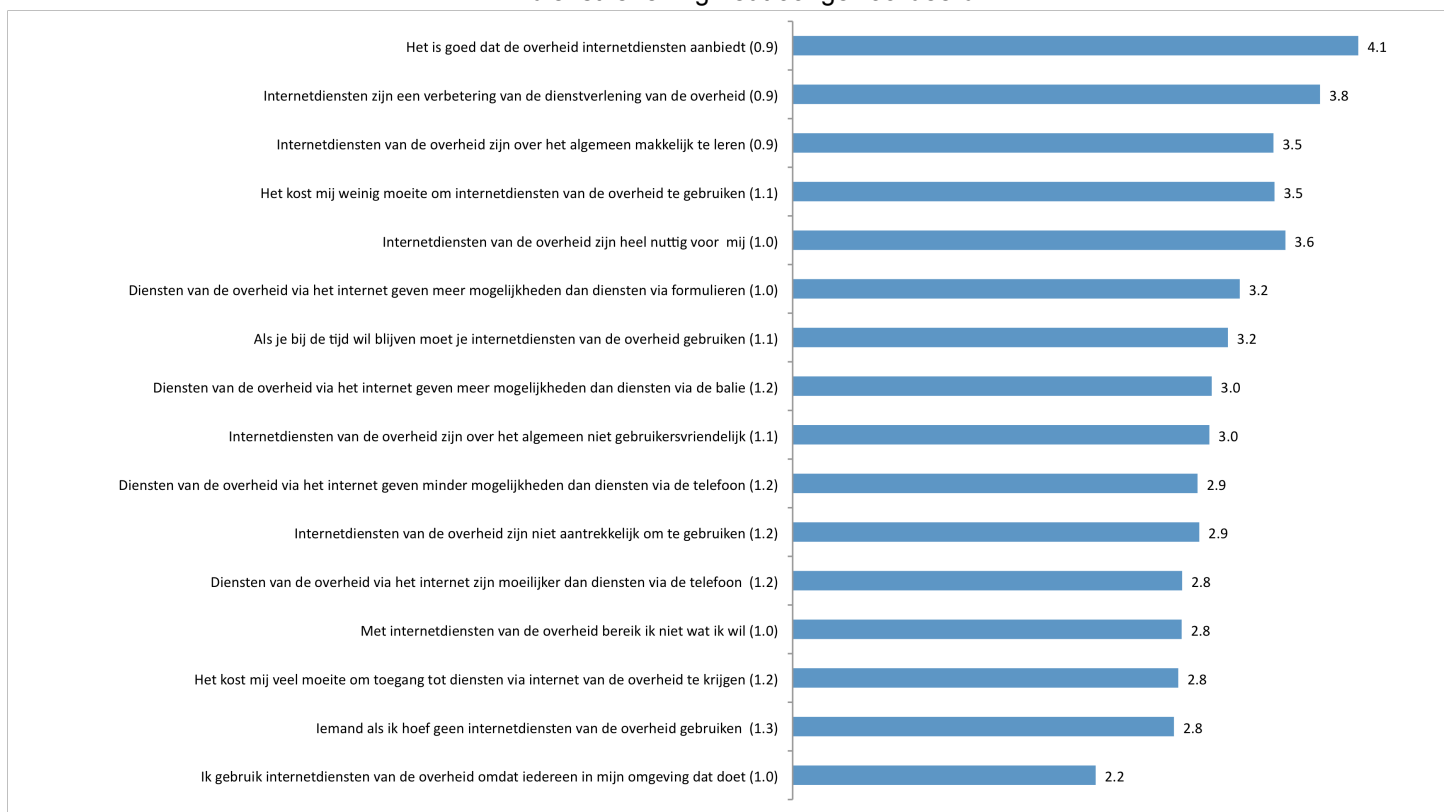 Het is goed dat de overheid internetdiensten aanbiedt (0.9) 4.1
Internetdiensten zijn een verbetering van de dienstverlening van de overheid (0.9) 3.8
Internetdiensten van de overheid zijn over het algemeen makkelijk te leren (0.9) 3.5
Het kost mij weinig moeite om internetdiensten van de overheid te gebruiken (1.1) 3.5
Internetdiensten van de overheid zijn heel nuttig voor  mij (1.0) 3.6
Diensten van de overheid via het internet geven meer mogelijkheden dan diensten via formulieren (1.0) 3.2
Als je bij de tijd wil blijven moet je internetdiensten van de overheid gebruiken (1.1) 3.2
Diensten van de overheid via het internet geven meer mogelijkheden dan diensten via de balie (1.2) 3.0
Internetdiensten van de overheid zijn over het algemeen niet gebruikersvriendelijk (1.1) 3.0
Diensten van de overheid via het internet geven minder mogelijkheden dan diensten via de telefoon (1.2) 2.9
Internetdiensten van de overheid zijn niet aantrekkelijk om te gebruiken (1.2) 2.9
Diensten van de overheid via het internet zijn moeilijker dan diensten via de telefoon  (1.2) 2.8
Met internetdiensten van de overheid bereik ik niet wat ik wil (1.0) 2.8
Het kost mij veel moeite om toegang tot diensten via internet van de overheid te krijgen (1.2) 2.8
Iemand als ik hoef geen internetdiensten van de overheid gebruiken  (1.3) 2.8
Ik gebruik internetdiensten van de overheid omdat iedereen in mijn omgeving dat doet (1.0) 2.2